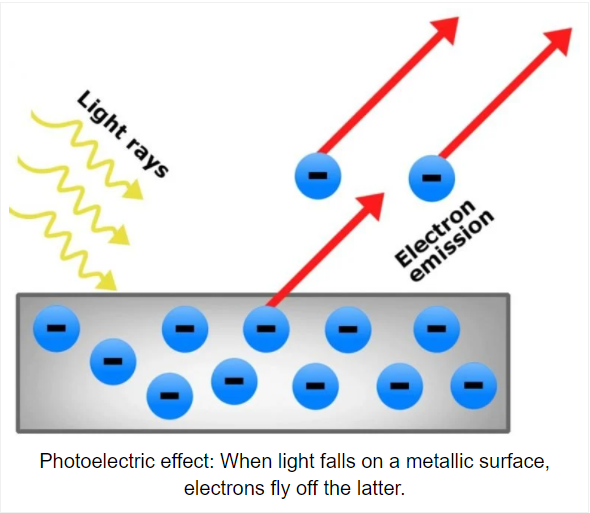 Light rays
Electron
emission
Photoelectric effect: When light falls on a metallic surface,
electrons fly off the latter.